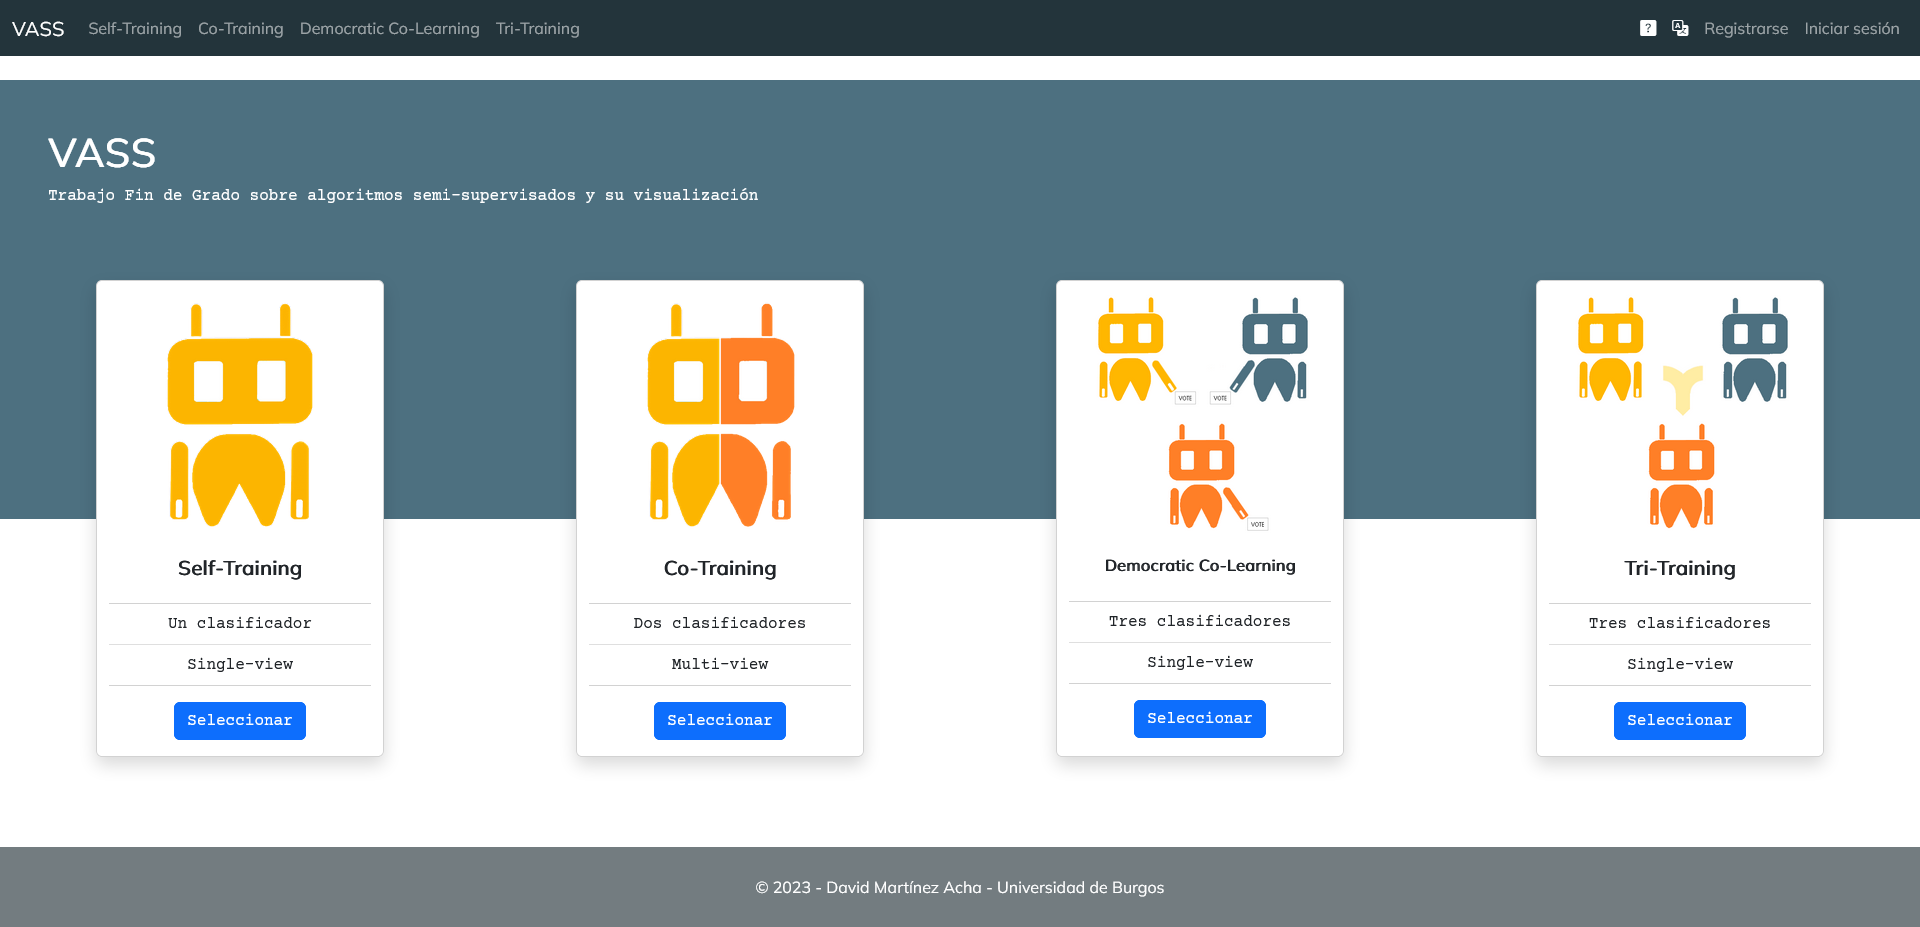 VASS Self-Training Co-Training Democratic Co-Learning Tri-Training ? A Registrarse Iniciar sesión
VASS
Trabajo Fin de Grado sobre algoritmos semi-supervisados y su visualización
VOTE VOTE
VOTE
Self-Training
Un clasificador
Single-view
Seleccionar
Co-Training
Dos clasificadores
Multi-view
Seleccionar
Democratic Co-Learning
Tres clasificadores
Single-view
Seleccionar
Tri-Training
Tres clasificadores
Single-view
Seleccionar
© 2023 - David Martínez Acha - Universidad de Burgos